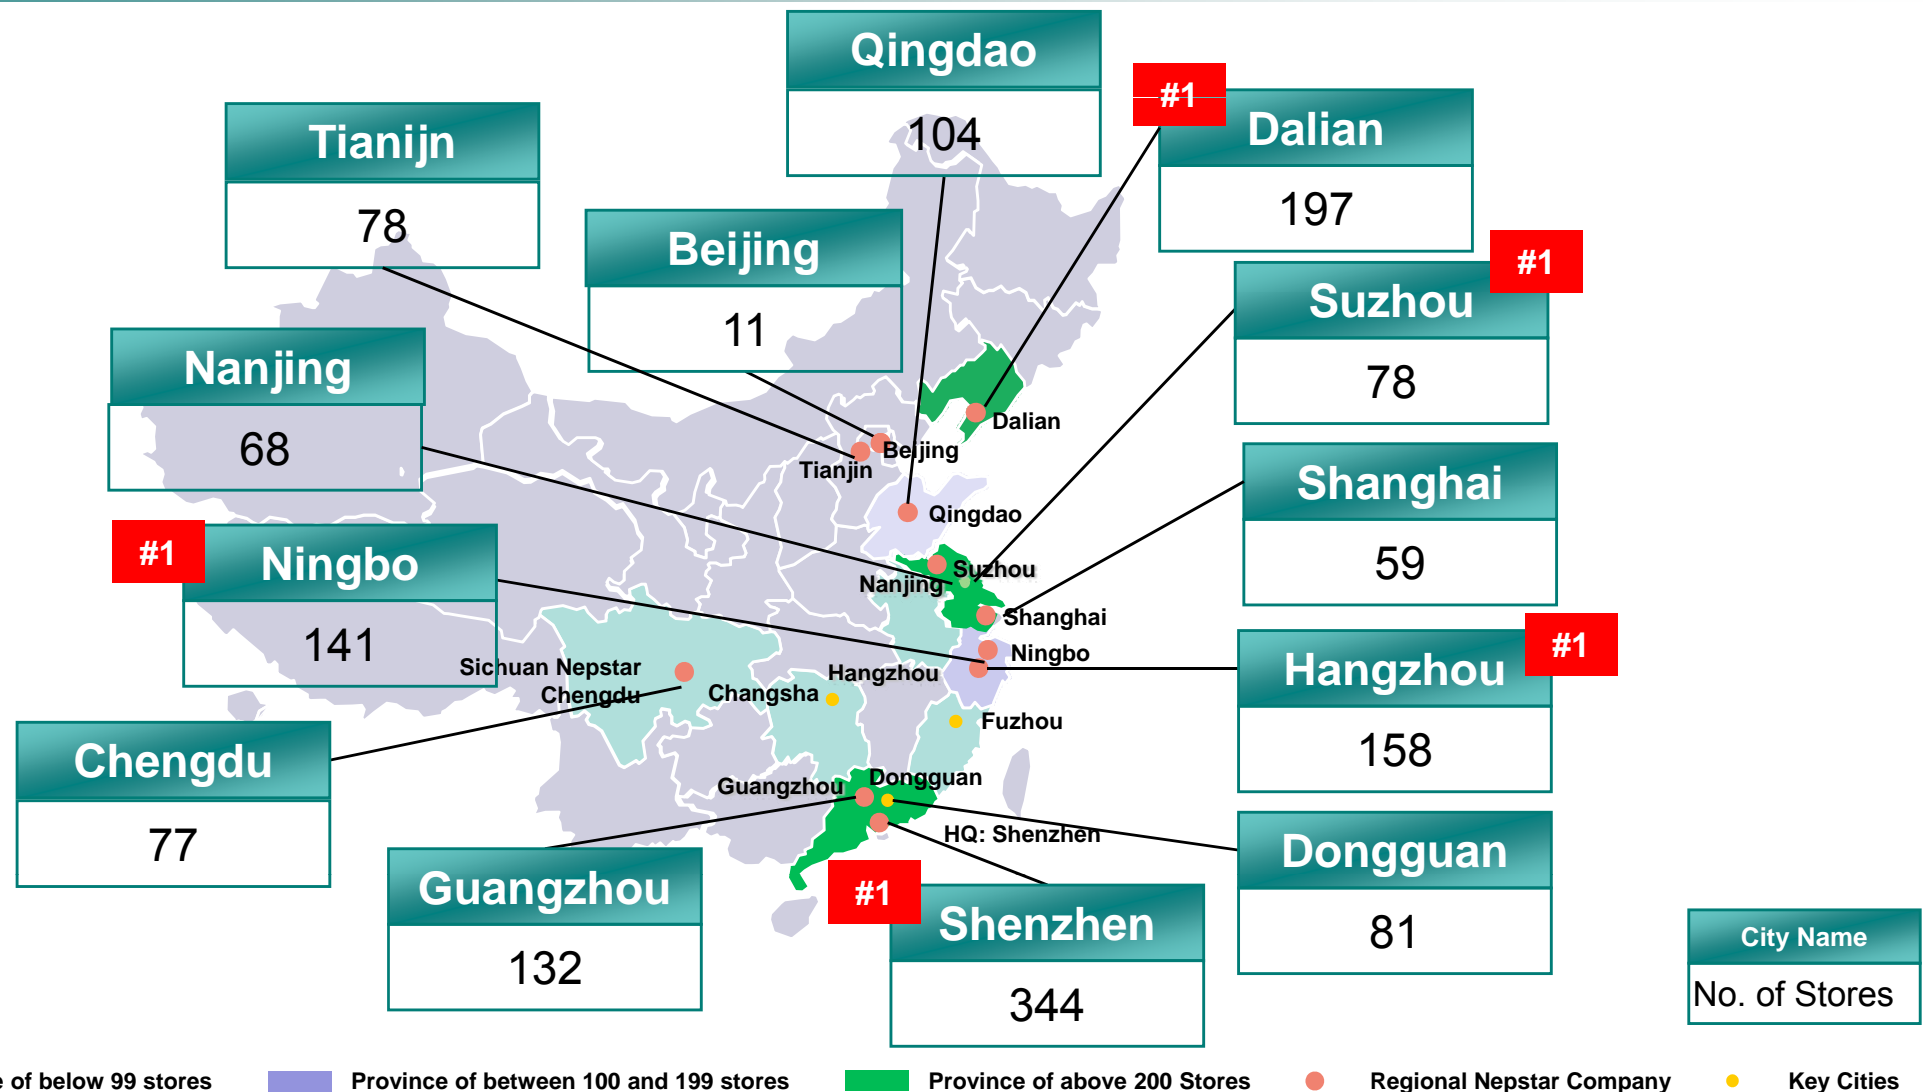 Qingdao
104
#1
Dalian
197
Tianijn
78
Beijing
11
#1
Suzhou
78
Nanjing
68
Dalian
Beijing
Tianjin
Shanghai
59
Qingdao
#1
Ningbo
141
Suzhou
Nanjing
Shanghai
#1
Hangzhou
158
Ningbo
Sichuan Nepstar
Chengdu
Hangzhou
Changsha
Fuzhou
Chengdu
77
Dongguan
Guangzhou
HQ: Shenzhen
Dongguan
81
Guangzhou
132
#1
Shenzhen
344
City Name
No. of Stores
of below 99 stores
Province of between 100 and 199 stores
Province of above 200 Stores
Regional Nepstar Company
Key Cities